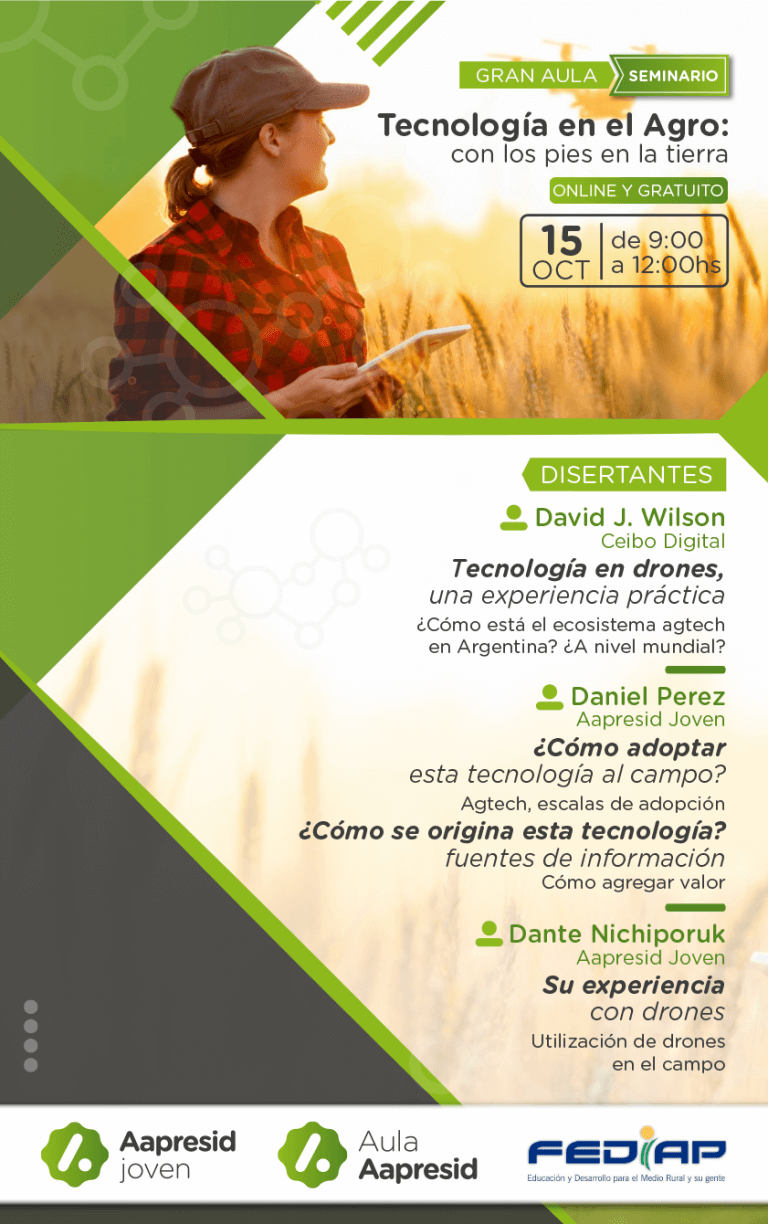 GRAN AULA SEMINARIO
Tecnología en el Agro:
con los pies en la tierra
ONLINE Y GRATUITO
15 OCT
de 9:00
a 12:00hs
DISERTANTES
David J. Wilson
Ceibo Digital
Tecnología en drones,
una experiencia práctica
¿Cómo está el ecosistema agtech
en Argentina? ¿A nivel mundial?
Daniel Perez
Aapresid Joven
¿Cómo adoptar
esta tecnología al campo?
Agtech, escalas de adopción
¿Cómo se origina esta tecnología?
fuentes de información
Cómo agregar valor
Dante Nichiporuk
Aapresid Joven
Su experiencia
con drones
Utilización de drones
en el campo
Aapresid
joven
Aula
Aapresid
FEDIAP
Educación y Desarrollo para el Medio Rural y su gente